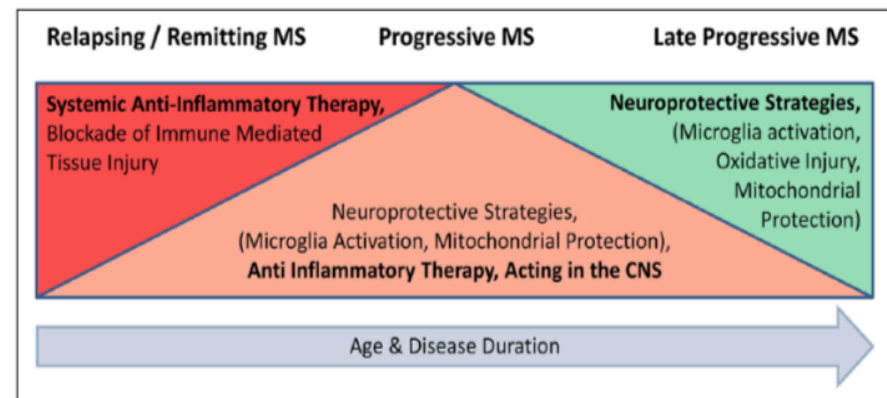 Relapsing / Remitting MS
Progressive MS
Late Progressive MS
Systemic Anti-Inflammatory Therapy,
Blockade of Immune Mediated
Tissue Injury
Neuroprotective Strategies,
(Microglia Activation, Mitochondrial Protection),
Anti Inflammatory Therapy, Acting in the CNS
Neuroprotective Strategies,
(Microglia activation,
Oxidative Injury,
Mitochondrial
Protection)
Age & Disease Duration